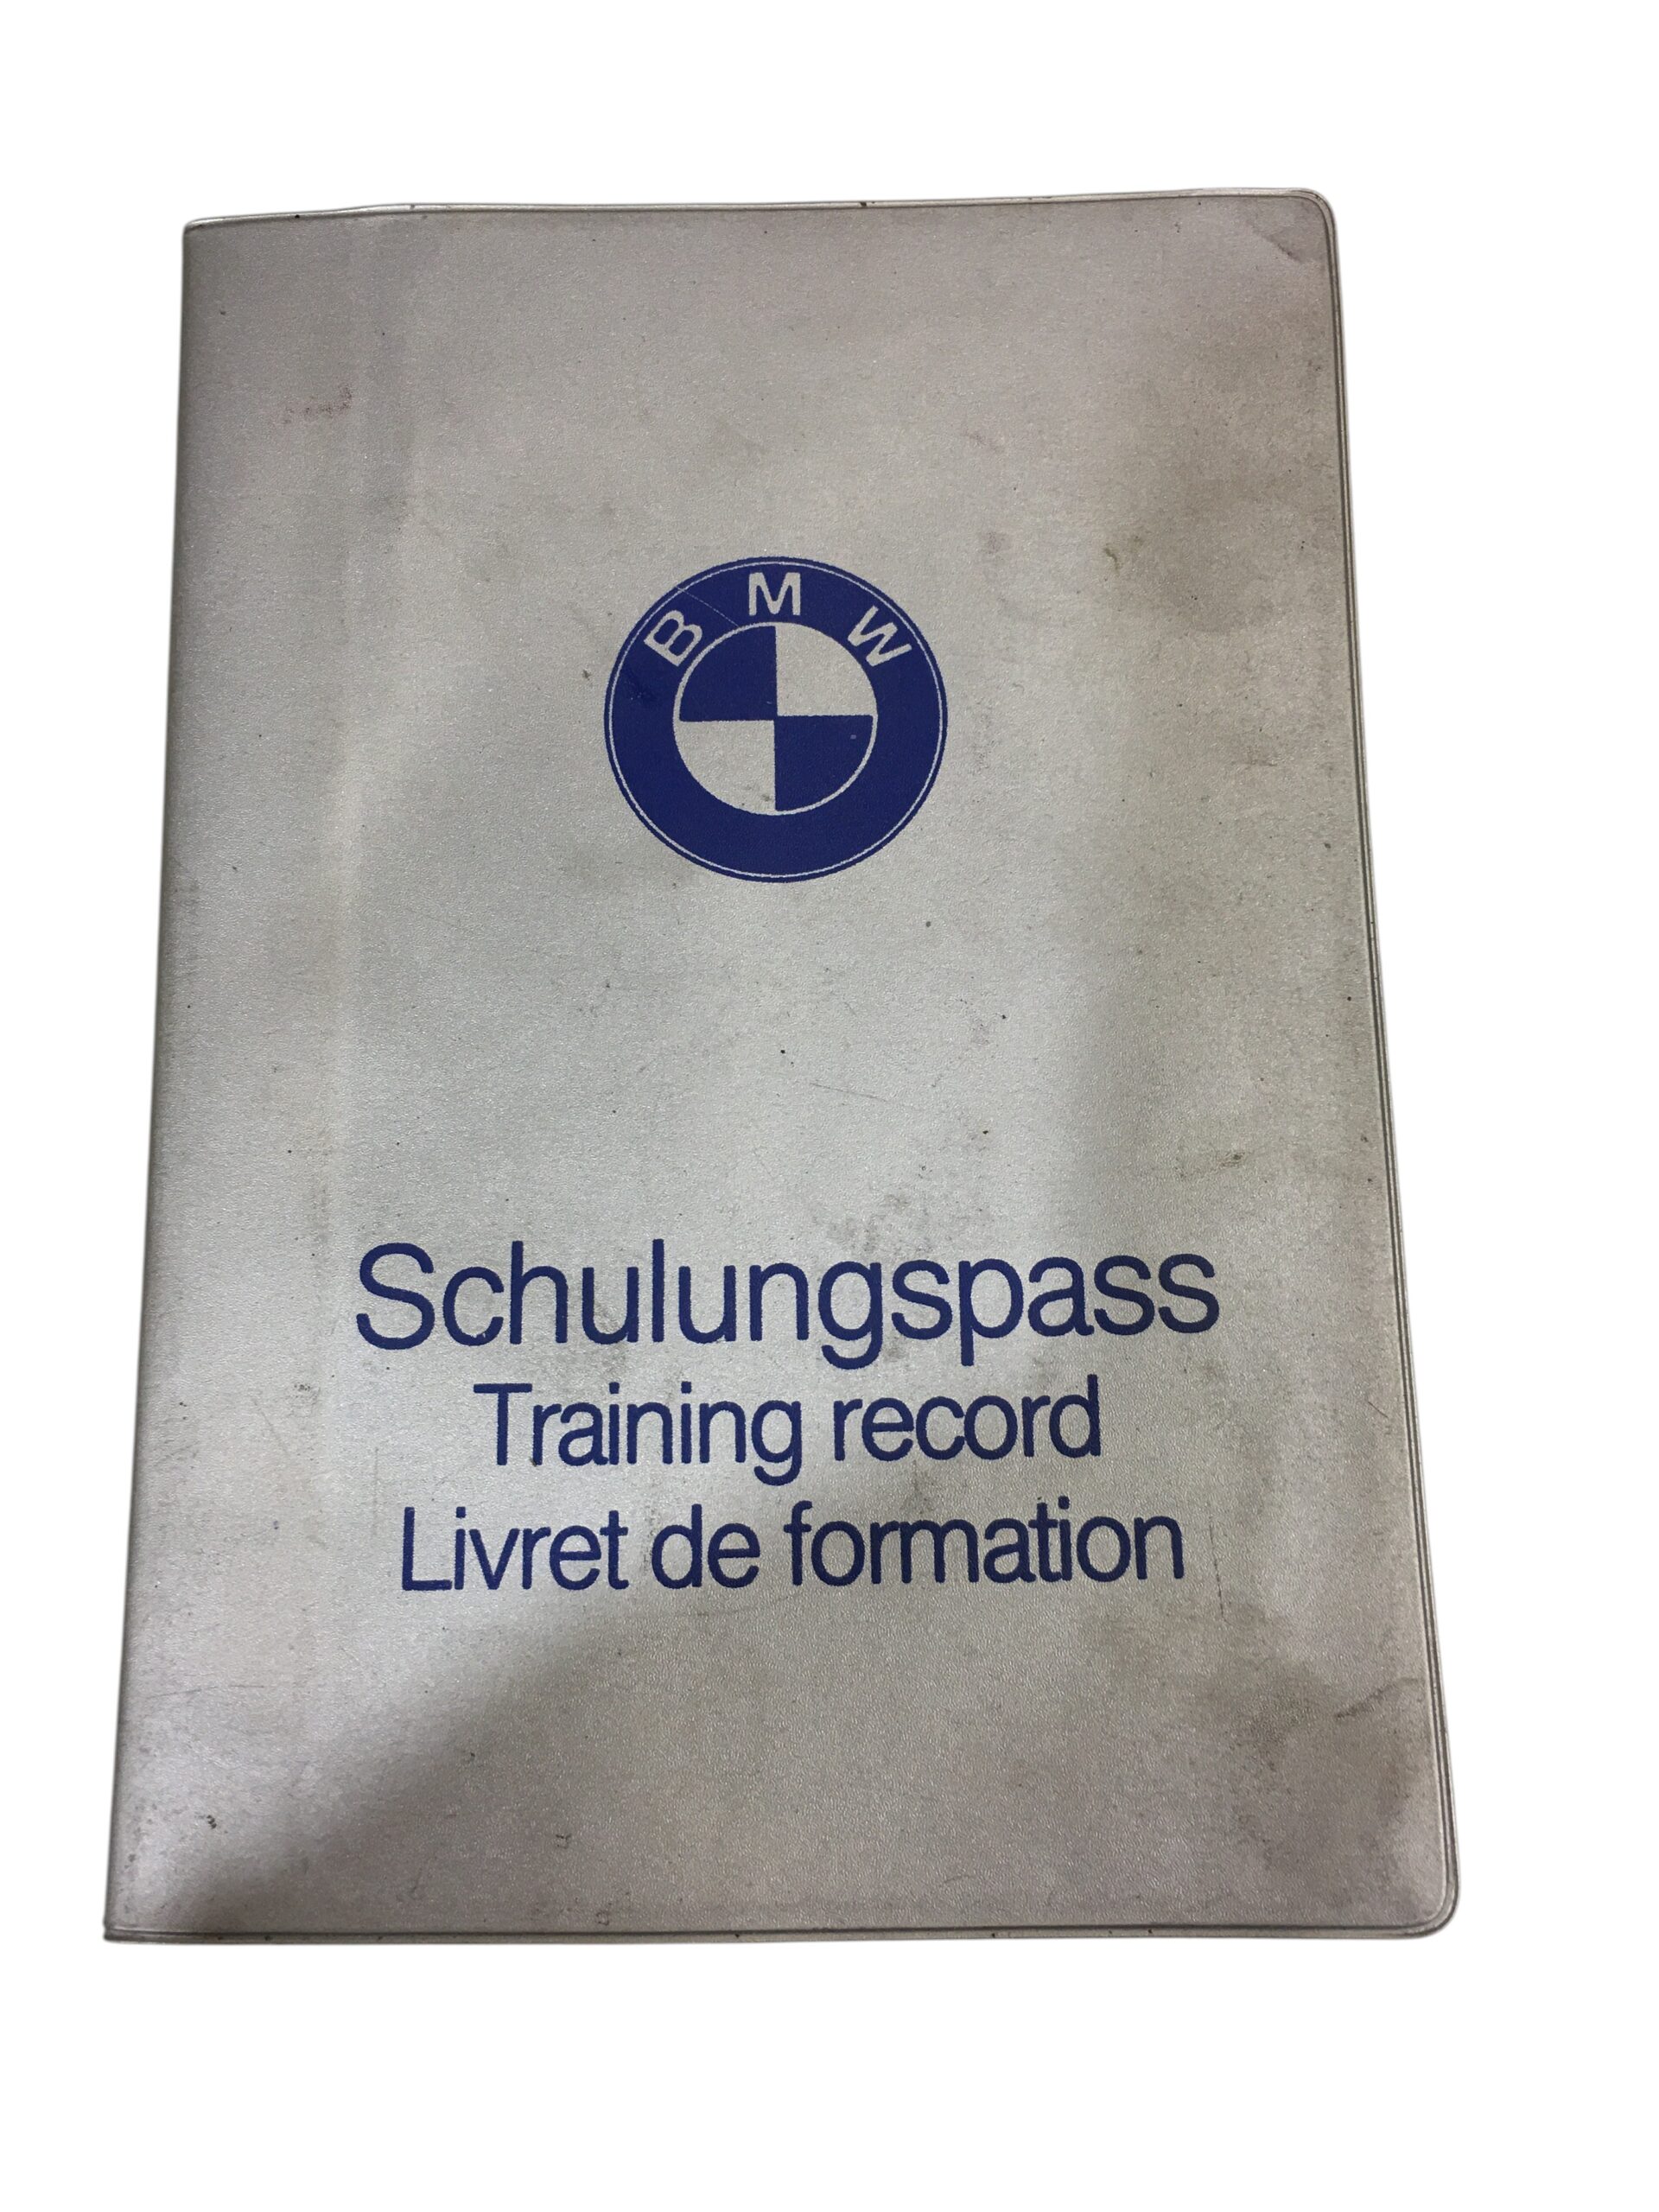 BMW
Schulungspass
Training record
Livret de formation